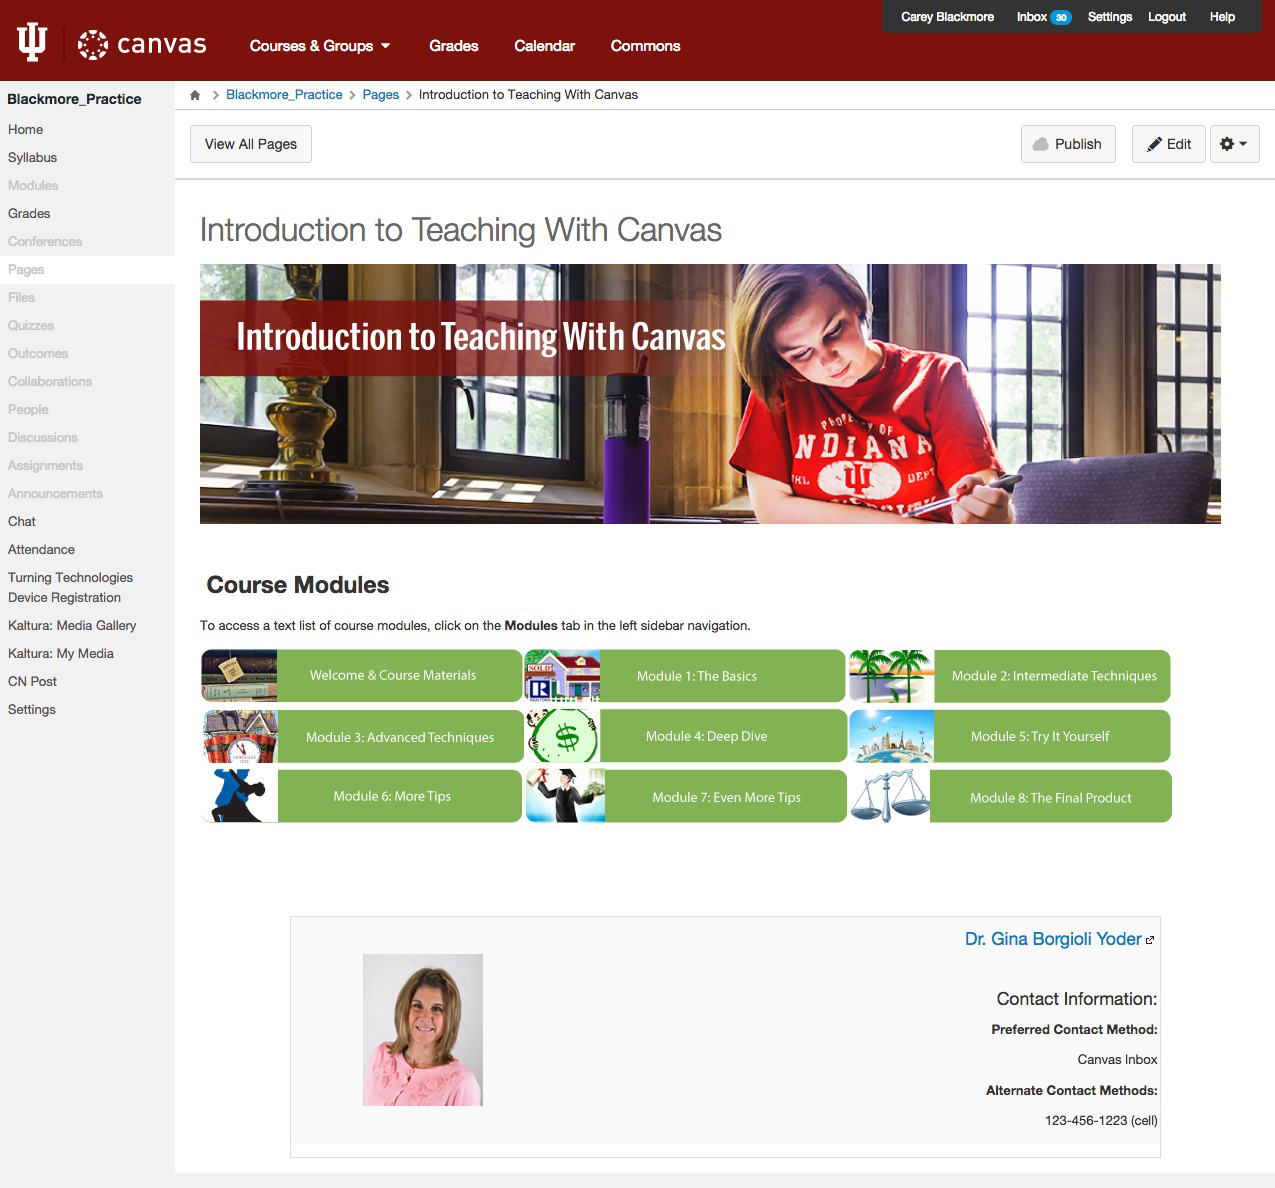 Carey Blackmore Inbox 30 Settings Logout Help
canvas Courses & Groups Grades Calendar Commons
Blackmore_Practice
Home
Syllabus
Modules
Grades
Conferences
Pages
Files
Quizzes
Outcomes
Collaborations
People
Discussions
Assignments
Announcements
Chat
Attendance
Turning Technologies
Device Registration
Kaltura: Media Gallery
Kaltura: My Media
CN Post
Settings
Blackmore_Practice Pages Introduction to Teaching With Canvas
View All Pages Publish Edit
Introduction to Teaching With Canvas
Introduction to Teaching With Canvas
INDIANA
Course Modules
To access a text list of course modules, click on the Modules tab in the left sidebar navigation.
Welcome & Course Materials
SOLD
Module 1: The Basics
Module 2: Intermediate Techniques
Module 3: Advanced Techniques
$
Module 4: Deep Dive
Module 5: Try It Yourself
Module 6: More Tips
Module 7: Even More Tips
Module 8: The Final Product
Dr. Gina Borgioli Yoder
Contact Information:
Preferred Contact Method:
Canvas Inbox
Alternate Contact Methods:
123-456-1223 (cell)